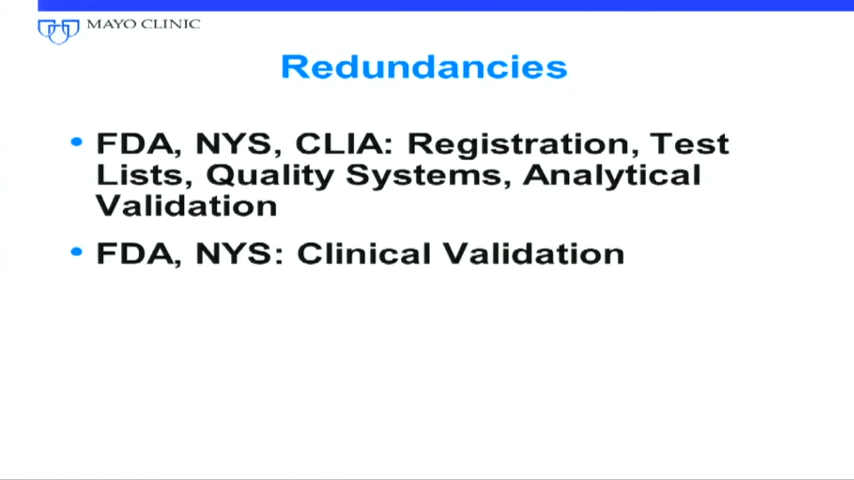 MAYO CLINIC
Redundancies
• FDA, NYS, CLIA: Registration, Test
Lists, Quality Systems, Analytical
Validation
• FDA, NYS: Clinical Validation